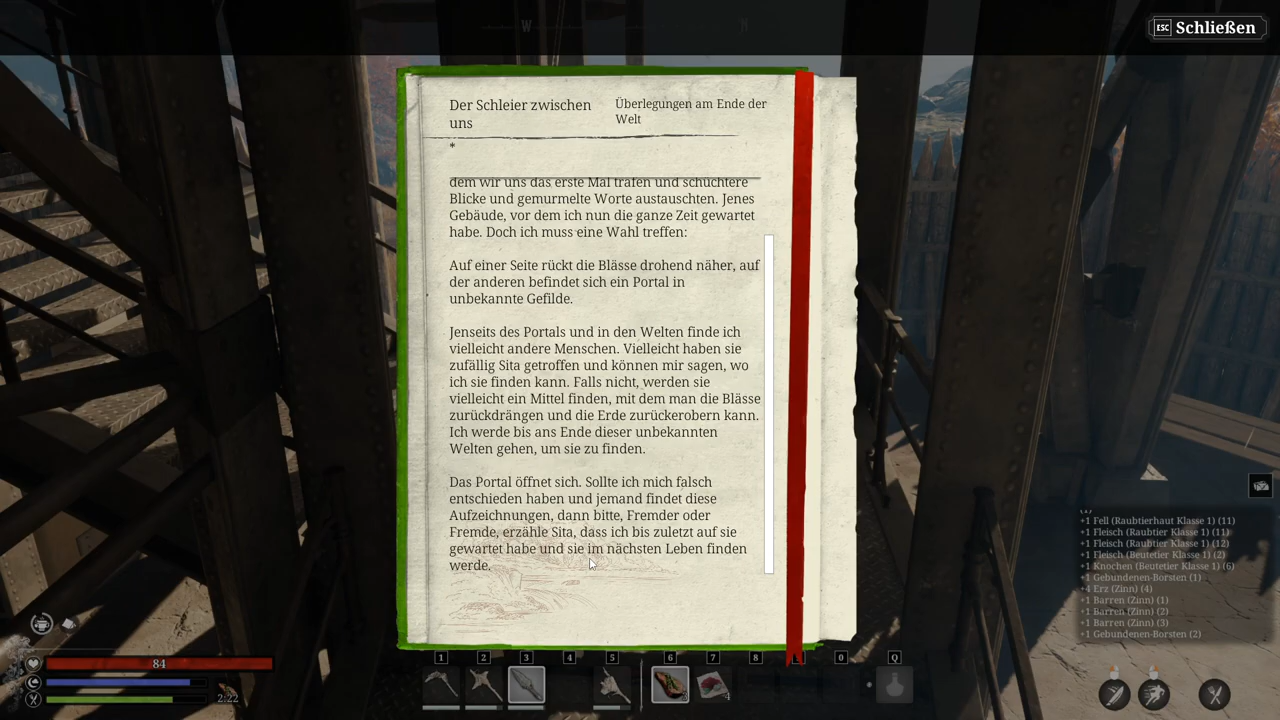 W
N
ESC Schließen
Der Schleier zwischen
uns
Überlegungen am Ende der
Welt
*
dem wir uns das erste Mal trafen und schüchterne
Blicke und gemurmelte Worte austauschten. Jenes
Gebäude, vor dem ich nun die ganze Zeit gewartet
habe. Doch ich muss eine Wahl treffen:
Auf einer Seite rückt die Blässe drohend näher, auf
der anderen befindet sich ein Portal in
unbekannte Gefilde.
Jenseits des Portals und in den Welten finde ich
vielleicht andere Menschen. Vielleicht haben sie
zufällig Sita getroffen und können mir sagen, wo
ich sie finden kann. Falls nicht, werden sie
vielleicht ein Mittel finden, mit dem man die Blässe
zurückdrängen und die Erde zurückerobern kann.
Ich werde bis ans Ende dieser unbekannten
Welten gehen, um sie zu finden.
Das Portal öffnet sich. Sollte ich mich falsch
entschieden haben und jemand findet diese
Aufzeichnungen, dann bitte, Fremder oder
Fremde, erzähle Sita, dass ich bis zuletzt auf sie
gewartet habe und sie im nächsten Leben finden
werde.
+1 Fell (Raubtierhaut Klasse 1) (11)
+1 Fleisch (Raubtier Klasse 1) (11)
+1 Fleisch (Raubtier Klasse 1) (12)
+1 Fleisch (Beutetier Klasse 1) (2)
+1 Knochen (Beutetier Klasse 1) (6)
+1 Gebundenen-Borsten (1)
+4 Erz (Zinn) (4)
+1 Barren (Zinn) (1)
+1 Barren (Zinn) (2)
+1 Barren (Zinn) (3)
+1 Gebundenen-Borsten (2)
84
2:22
1 2 3 4 5 6 7 8 0 Q
4